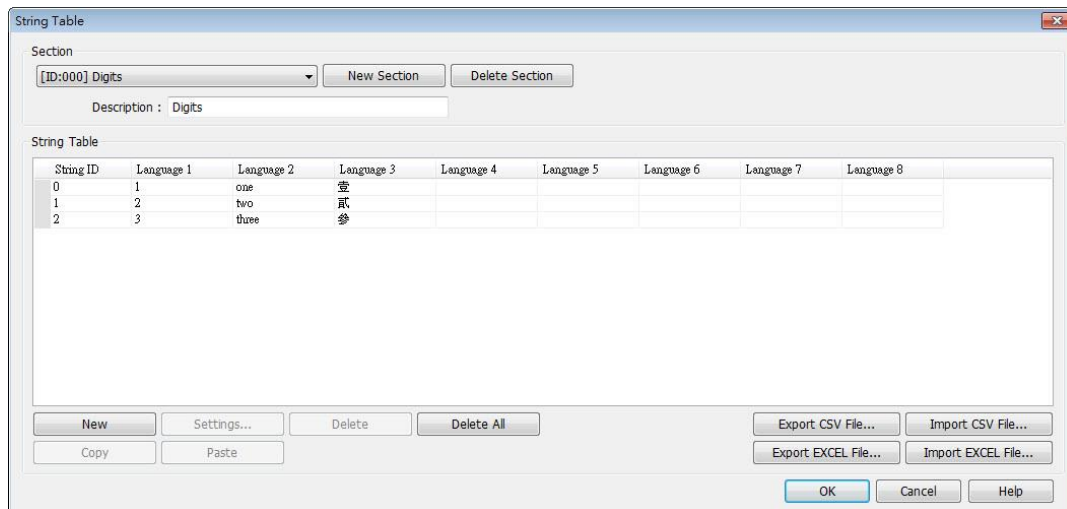 String Table
Section
[ID:000] Digits New Section Delete Section
Description : Digits
String Table
String ID Language 1 Language 2 Language 3 Language 4 Language 5 Language 6 Language 7 Language 8
0 1 one 壹
1 2 two 貳
2 3 three 參
New Settings... Delete Delete All Export CSV File... Import CSV File...
Copy Paste Export EXCEL File... Import EXCEL File...
OK Cancel Help